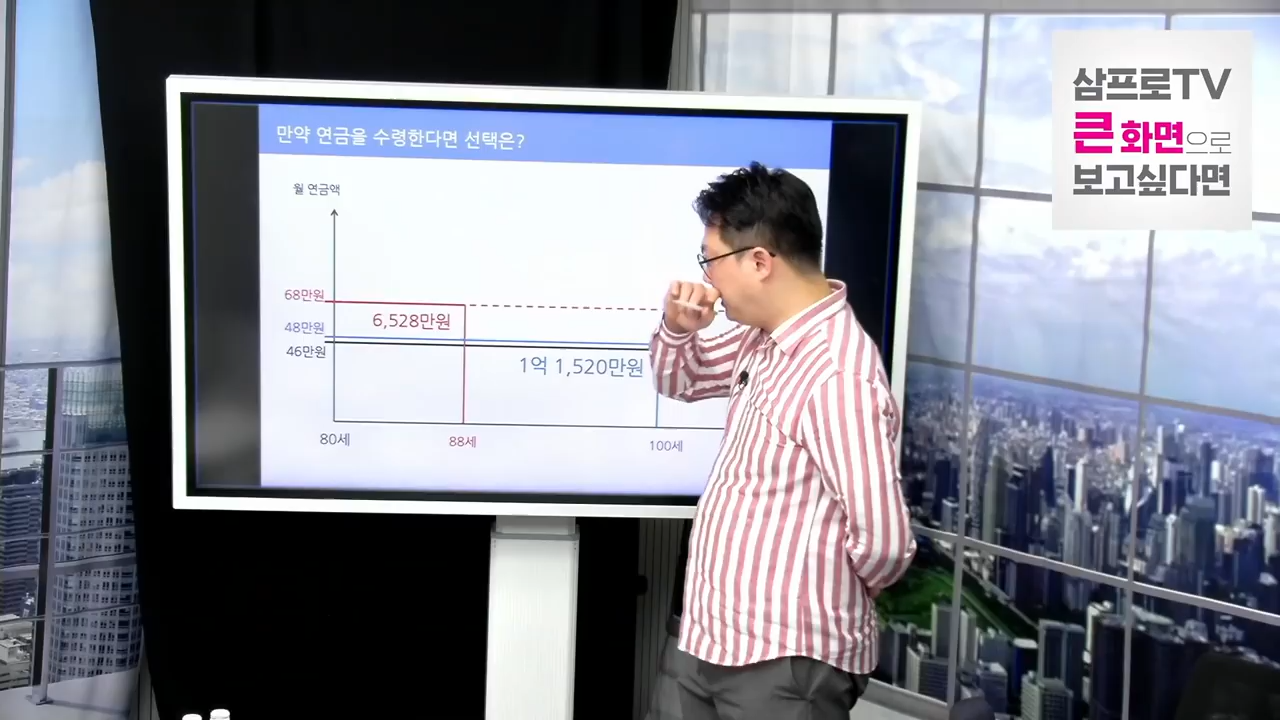 만약 연금을 수령한다면 선택은?
월 연금액
68만원
6,528만원
48만원
46만원
1억 1,520만원
80세
88세
100세
삼프로TV
큰 화면으로
보고싶다면